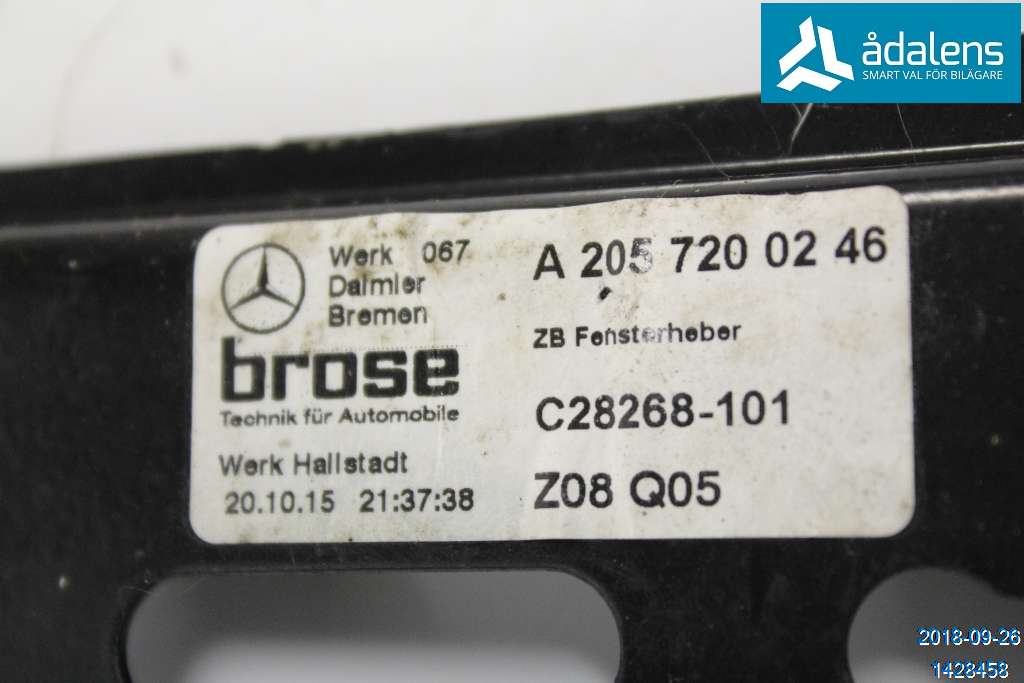 ådalens
SMART VAL FÖR BILÄGARE
Werk 067
Daimler
Bremen
brose
Technik für Automobile
Werk Hallstadt
20.10.15 21:37:38
A 205 720 02 46
ZB Fensterheber
C28268-101
Z08 Q05
2018-09-26
1428458